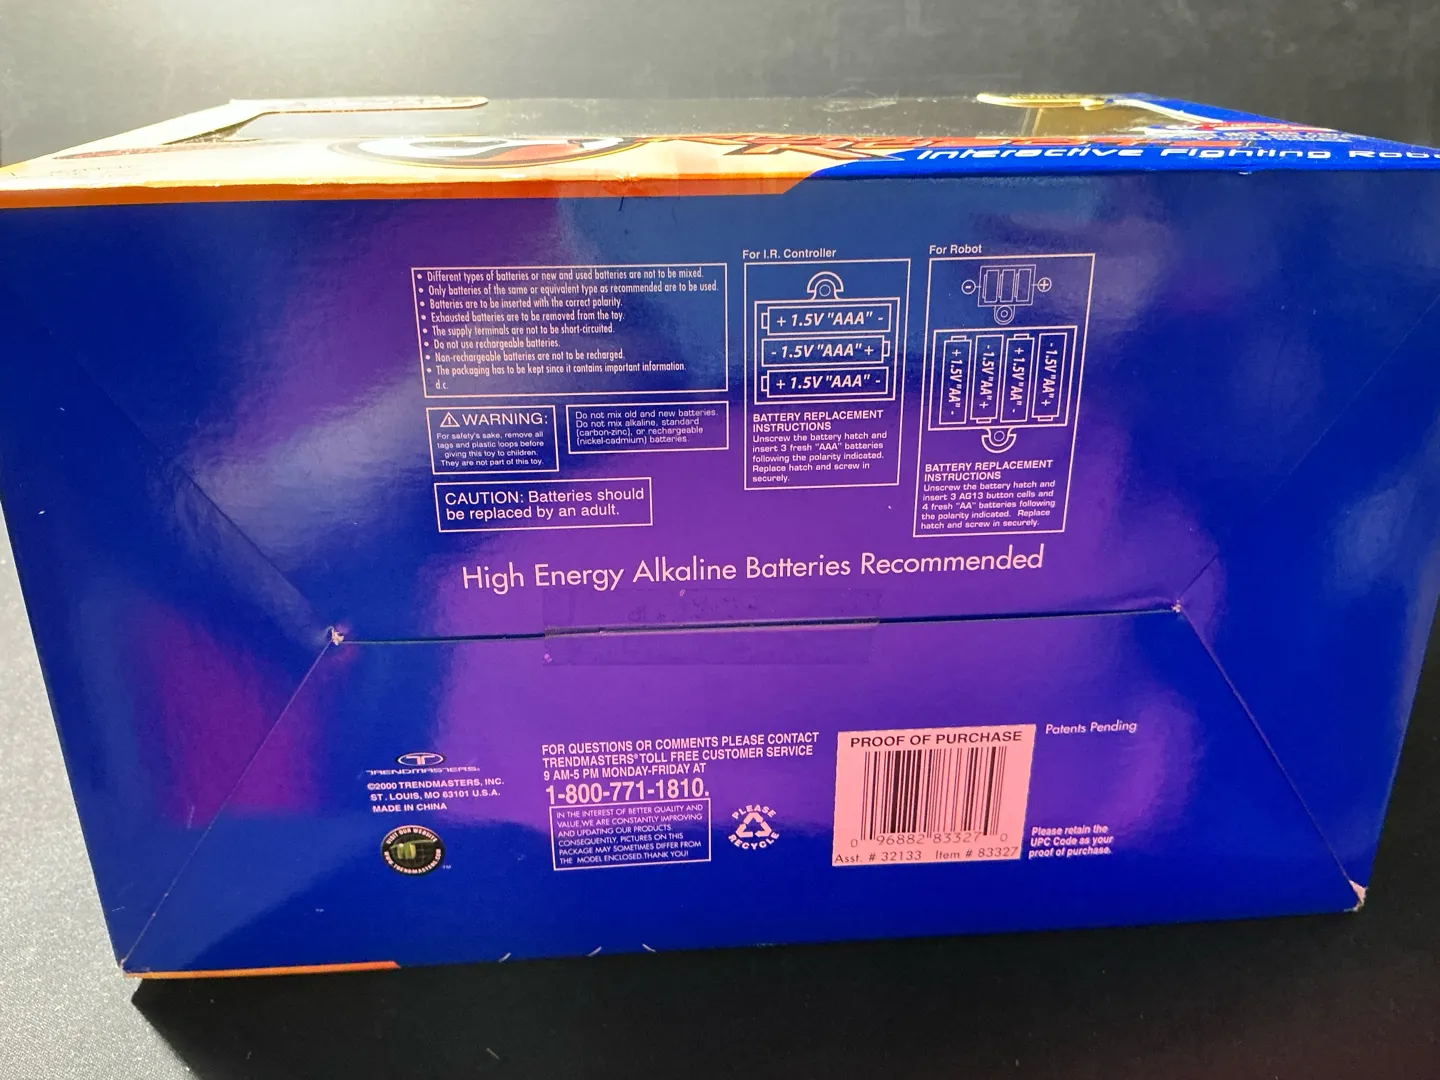 Interactive Fighting
For I.R. Controller
For Robot
• Different types of batteries or new and used batteries are not to be mixed.
• Only batteries of the same or equivalent type as recommended are to be used.
• Batteries are to be inserted with the correct polarity.
• Exhausted batteries are to be removed from the toy.
• The supply terminals are not to be short-circuited.
• Do not use rechargeable batteries.
• Non-rechargeable batteries are not to be recharged.
• The packaging has to be kept since it contains important information.
d.c.
⚠ WARNING:
For safety's sake, remove all
tags and plastic loops before
giving this toy to children.
They are not part of this toy.
Do not mix old and new batteries.
Do not mix alkaline, standard
(carbon-zinc), or rechargeable
(nickel-cadmium) batteries.
CAUTION: Batteries should
be replaced by an adult.
+ 1.5V "AAA" -
- 1.5V "AAA" +
+ 1.5V "AAA" -
BATTERY REPLACEMENT
INSTRUCTIONS
Unscrew the battery hatch and
insert 3 fresh "AAA" batteries
following the polarity indicated.
Replace hatch and screw in
securely.
- +
+ 1.5V "AA" -
- 1.5V "AA" +
+ 1.5V "AA" -
- 1.5V "AA" +
BATTERY REPLACEMENT
INSTRUCTIONS
Unscrew the battery hatch and
insert 3 AG13 button cells and
4 fresh "AA" batteries following
the polarity indicated. Replace
hatch and screw in securely.
High Energy Alkaline Batteries Recommended
TRENDMASTERS.
©2000 TRENDMASTERS, INC.
ST. LOUIS, MO 63101 U.S.A.
MADE IN CHINA
VISIT OUR WEBSITE
www.trendmasters.com
TM
FOR QUESTIONS OR COMMENTS PLEASE CONTACT
TRENDMASTERS® TOLL FREE CUSTOMER SERVICE
9 AM-5 PM MONDAY-FRIDAY AT
1-800-771-1810.
IN THE INTEREST OF BETTER QUALITY AND
VALUE,WE ARE CONSTANTLY IMPROVING
AND UPDATING OUR PRODUCTS.
CONSEQUENTLY, PICTURES ON THIS
PACKAGE MAY SOMETIMES DIFFER FROM
THE MODEL ENCLOSED.THANK YOU!
PLEASE
RECYCLE
PROOF OF PURCHASE
0 96882 83327 0
Asst. # 32133 Item # 83327
Patents Pending
Please retain the
UPC Code as your
proof of purchase.